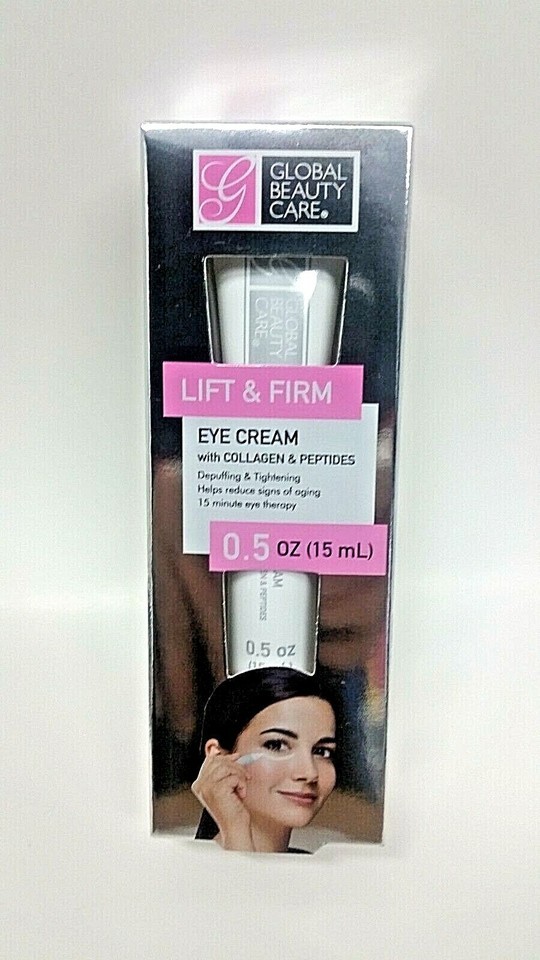 G
GLOBAL
BEAUTY
CARE®
GLOBAL
BEAUTY
CARE®
LIFT & FIRM
EYE CREAM
with COLLAGEN & PEPTIDES
Depuffing & Tightening
Helps reduce signs of aging
15 minute eye therapy
0.5 OZ (15 mL)
& PEPTIDES
0.5 oz